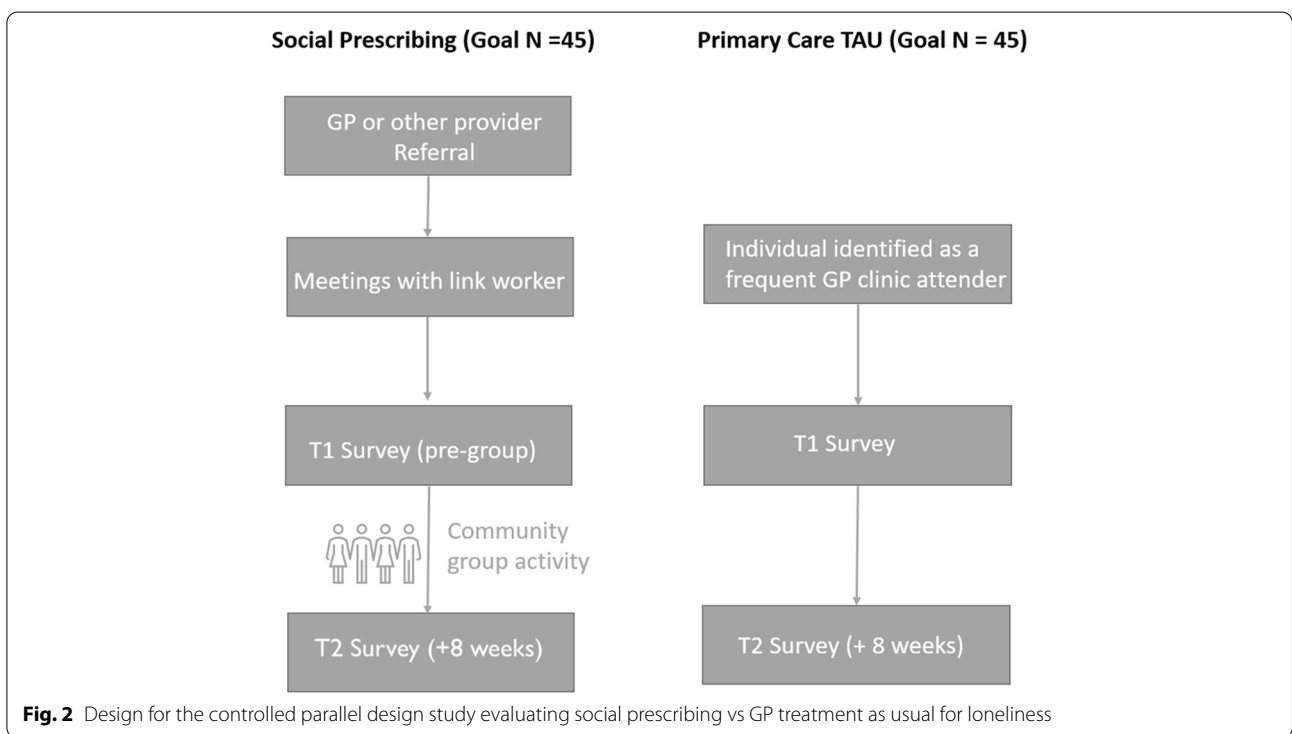 Social Prescribing (Goal N =45)
GP or other provider
Referral
Meetings with link worker
T1 Survey (pre-group)
Community
group activity
T2 Survey (+8 weeks)
Primary Care TAU (Goal N = 45)
Individual identified as a
frequent GP clinic attender
T1 Survey
T2 Survey (+ 8 weeks)
Fig. 2 Design for the controlled parallel design study evaluating social prescribing vs GP treatment as usual for loneliness